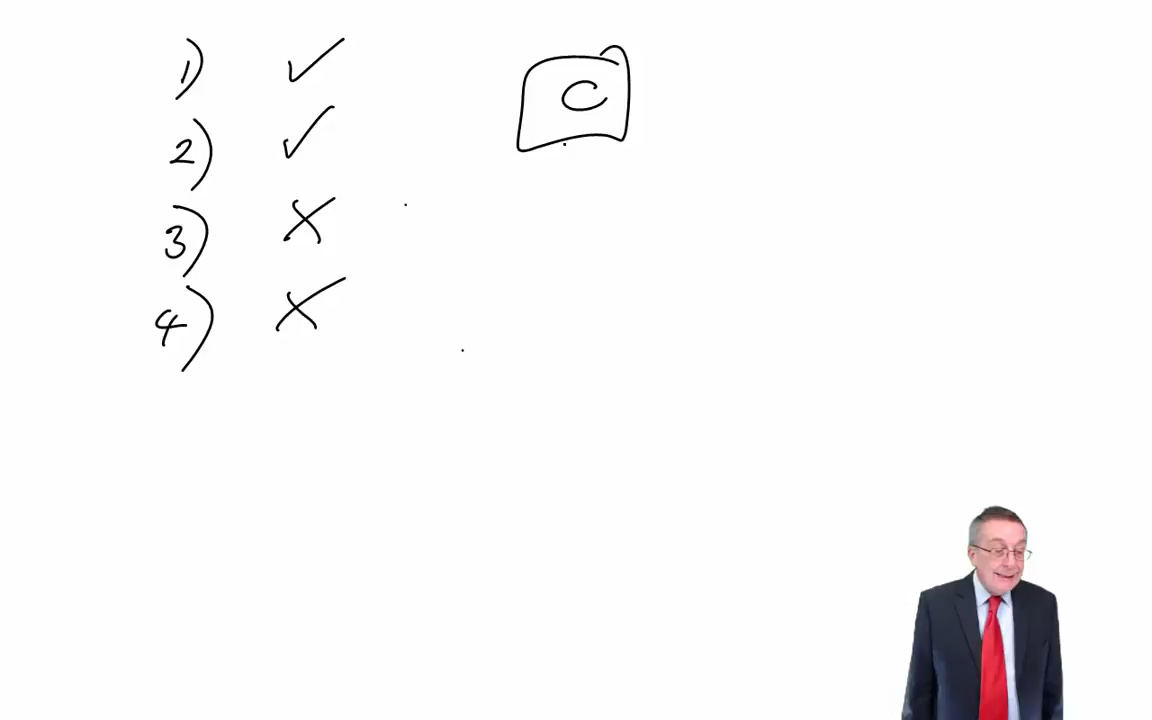 1) ✓
2) ✓
3) X
4) X
C